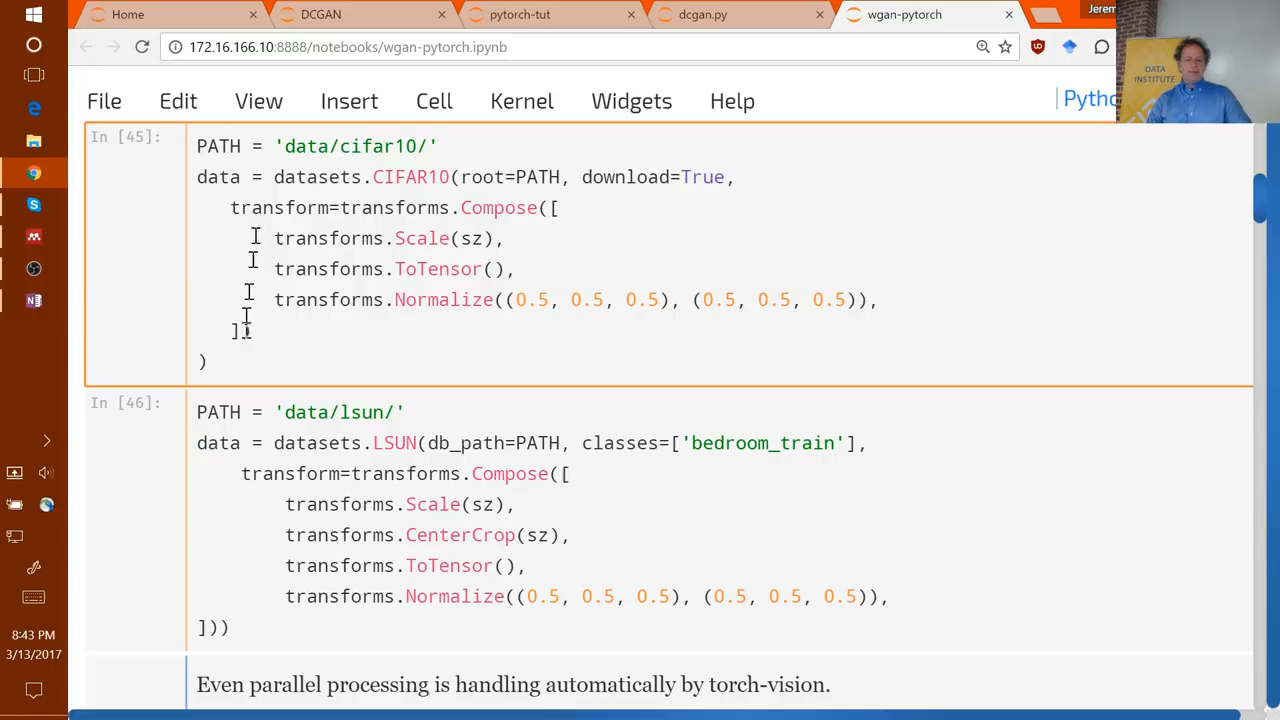 Home
DCGAN
pytorch-tut
dcgan.py
wgan-pytorch
Jerem
172.16.166.10:8888/notebooks/wgan-pytorch.ipynb
DATA
INSTITUTE
File Edit View Insert Cell Kernel Widgets Help
Pytho
In [45]:
PATH = 'data/cifar10/'
data = datasets.CIFAR10(root=PATH, download=True,
transform=transforms.Compose([
transforms.Scale(sz),
transforms.ToTensor(),
transforms.Normalize((0.5, 0.5, 0.5), (0.5, 0.5, 0.5)),
])
)
In [46]:
PATH = 'data/lsun/'
data = datasets.LSUN(db_path=PATH, classes=['bedroom_train'],
transform=transforms.Compose([
transforms.Scale(sz),
transforms.CenterCrop(sz),
transforms.ToTensor(),
transforms.Normalize((0.5, 0.5, 0.5), (0.5, 0.5, 0.5)),
]))
Even parallel processing is handling automatically by torch-vision.
8:43 PM
3/13/2017